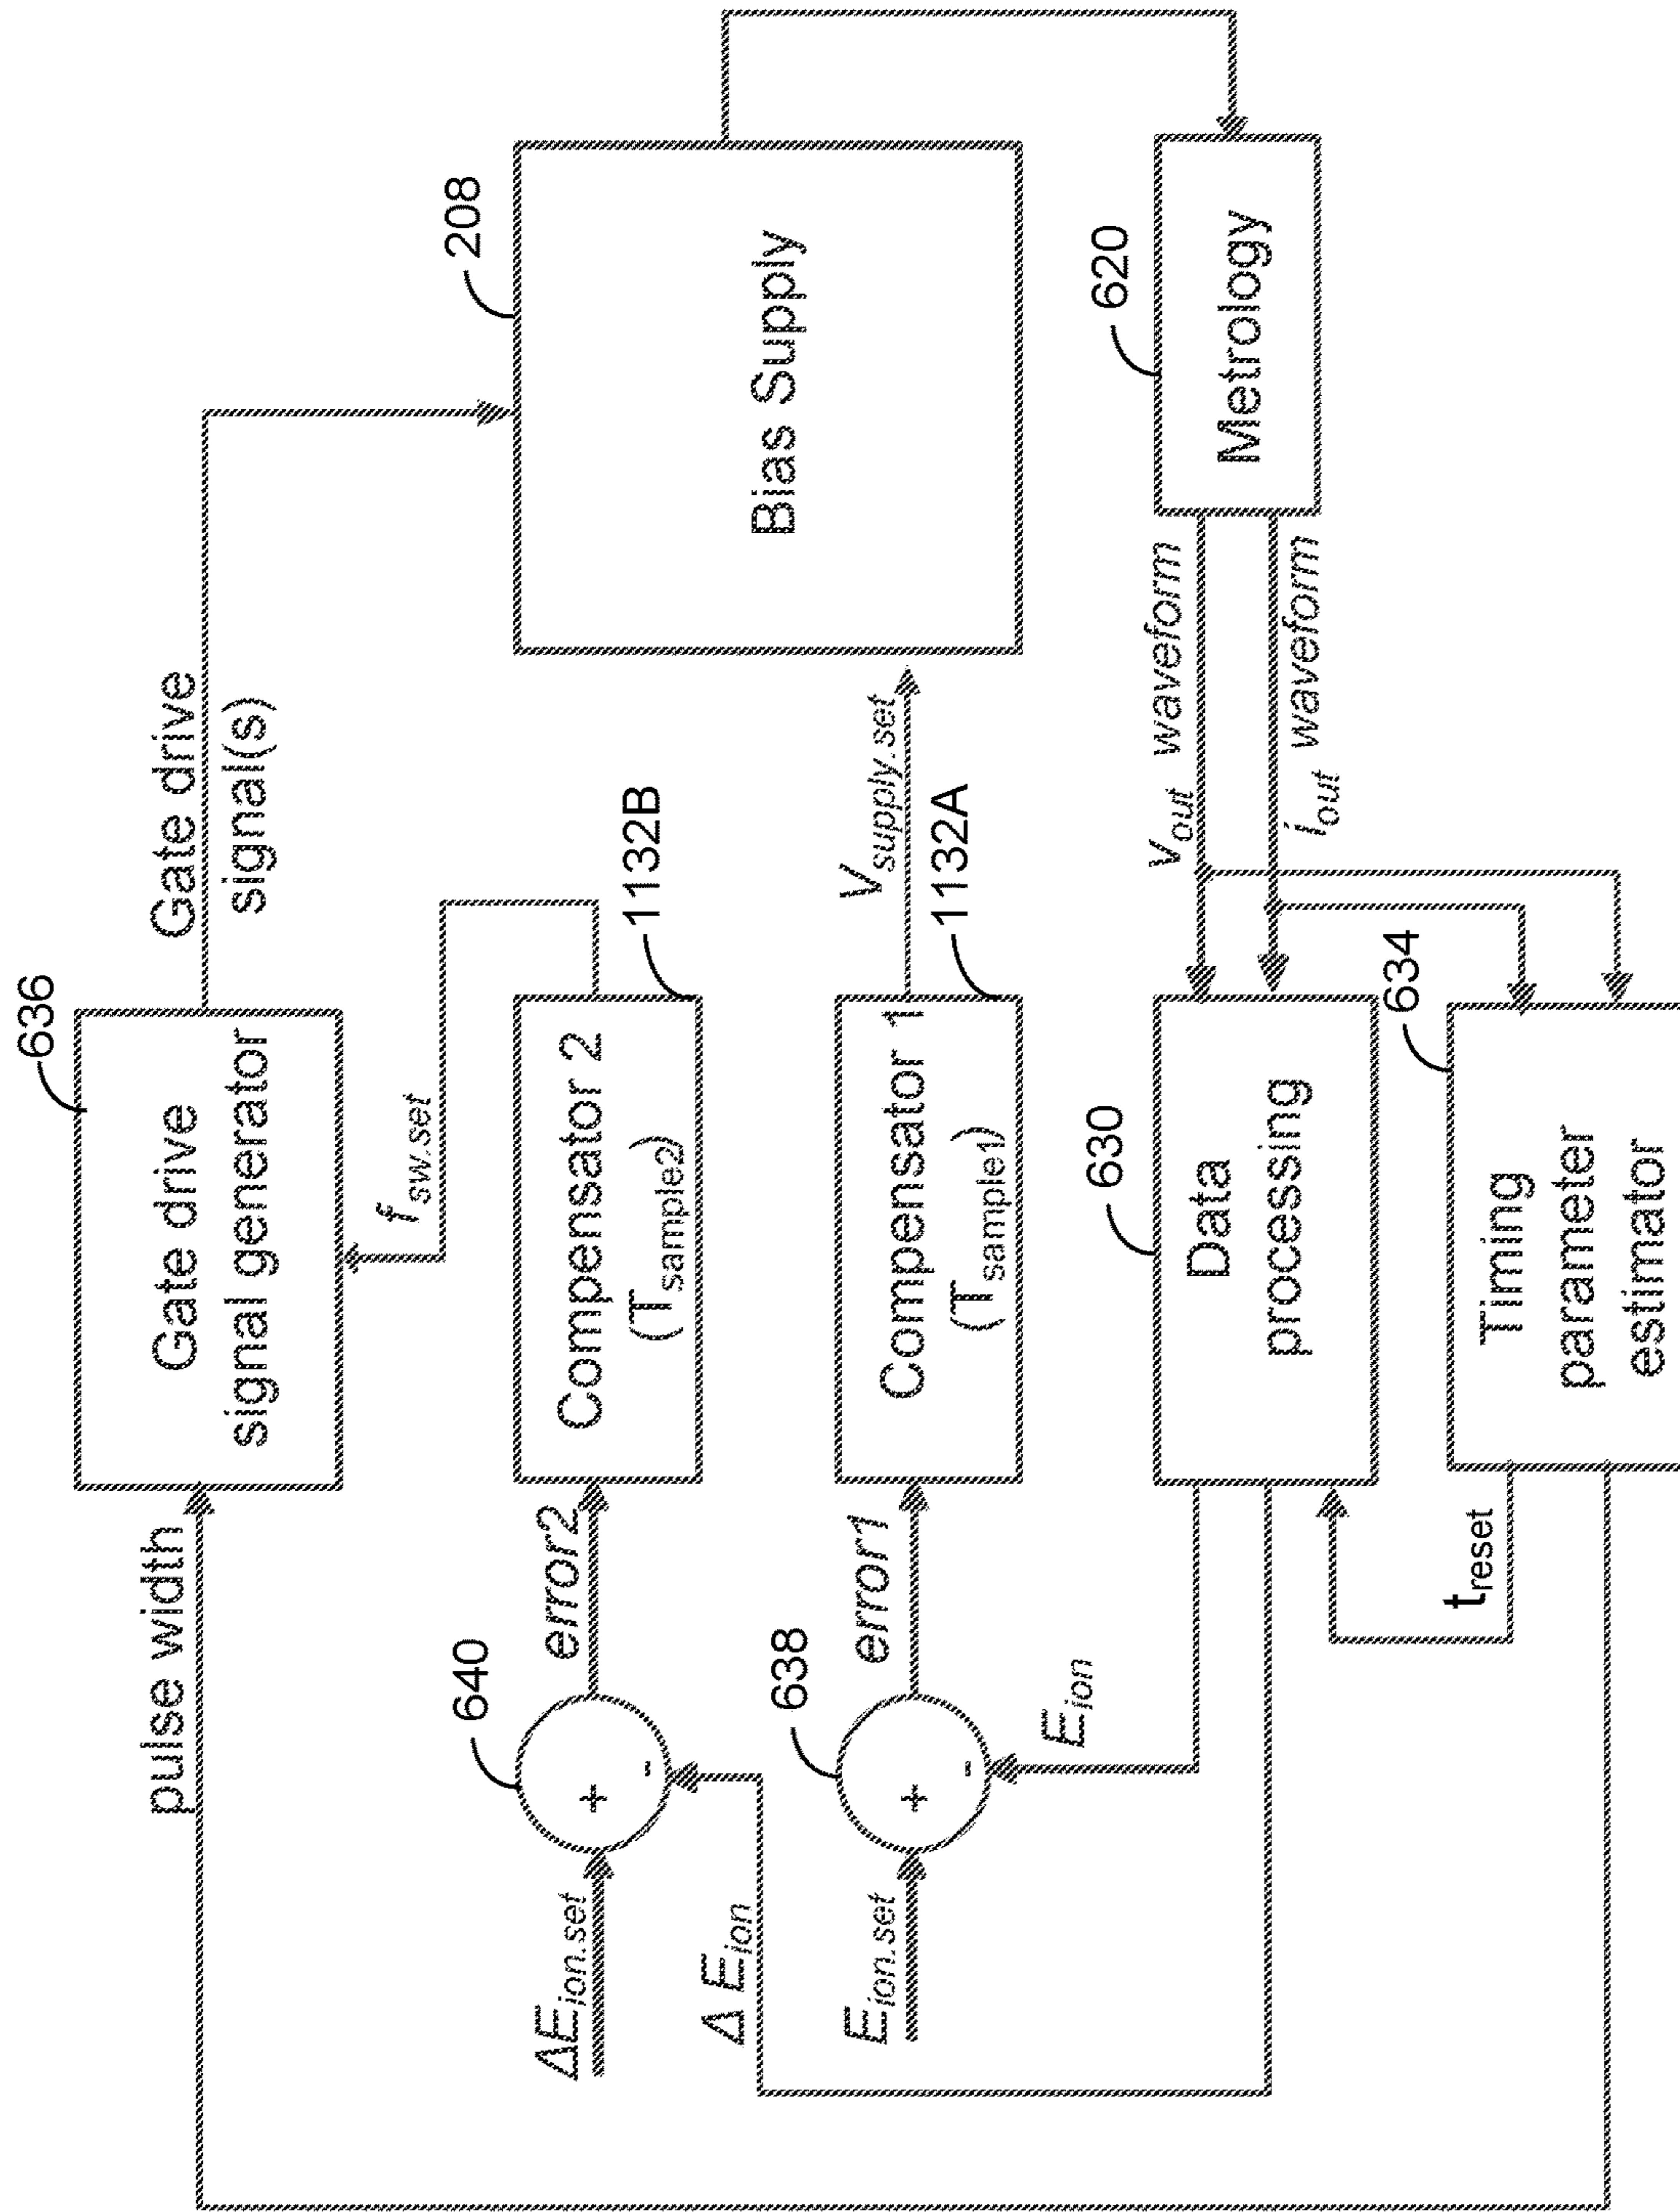 636
Gate drive
signal generator
pulse width
Gate drive
signal(s)
f_sw.set
208
Bias Supply
640
ΔE_ion.set
+
-
error2
Compensator 2
(T_sample2)
1132B
ΔE_ion
638
E_ion.set
+
-
error1
Compensator 1
(T_sample1)
1132A
V_supply.set
E_ion
630
Data
processing
v_out waveform
i_out waveform
620
Metrology
t_reset
634
Timing
parameter
estimator